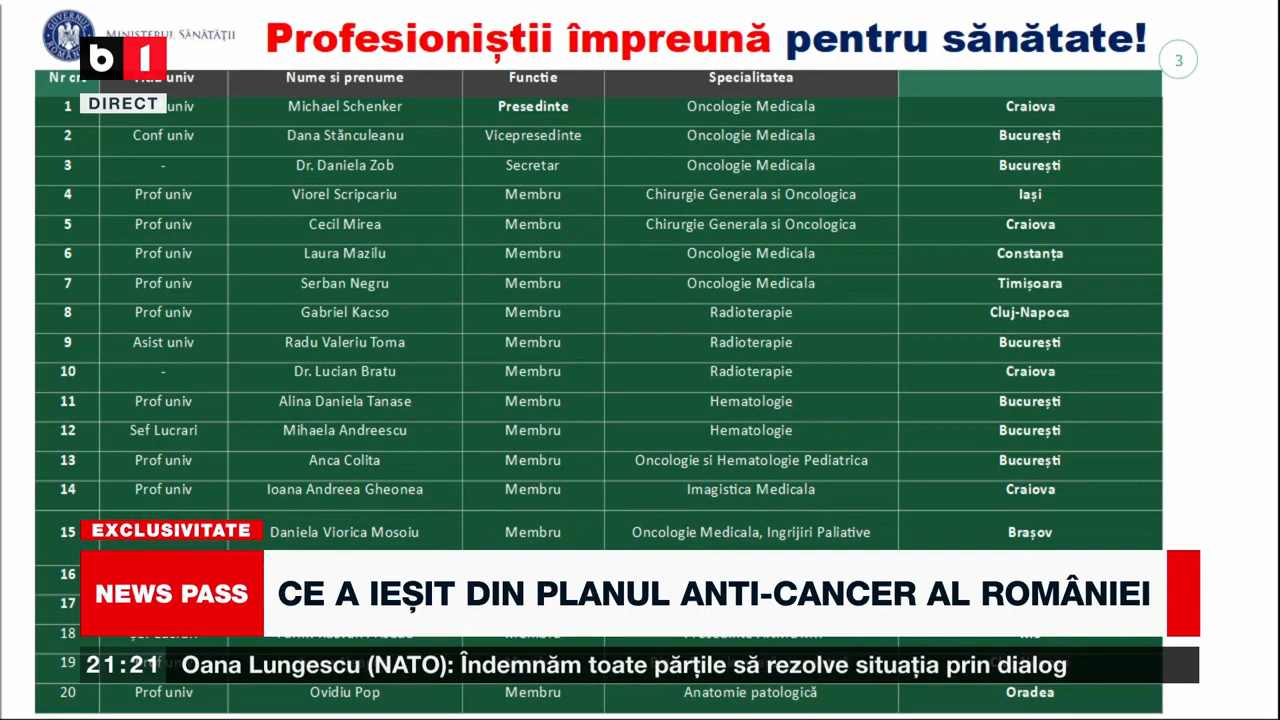 MINISTERUL SĂNĂTĂȚII
Profesioniștii împreună pentru sănătate!
3
b1
DIRECT
Nr cr. univ Nume si prenume Functie Specialitatea
1 univ Michael Schenker Presedinte Oncologie Medicala Craiova
2 Conf univ Dana Stănculeanu Vicepresedinte Oncologie Medicala București
3 - Dr. Daniela Zob Secretar Oncologie Medicala București
4 Prof univ Viorel Scripcariu Membru Chirurgie Generala si Oncologica Iași
5 Prof univ Cecil Mirea Membru Chirurgie Generala si Oncologica Craiova
6 Prof univ Laura Mazilu Membru Oncologie Medicala Constanța
7 Prof univ Serban Negru Membru Oncologie Medicala Timișoara
8 Prof univ Gabriel Kacso Membru Radioterapie Cluj-Napoca
9 Asist univ Radu Valeriu Toma Membru Radioterapie București
10 - Dr. Lucian Bratu Membru Radioterapie Craiova
11 Prof univ Alina Daniela Tanase Membru Hematologie București
12 Sef Lucrari Mihaela Andreescu Membru Hematologie București
13 Prof univ Anca Colita Membru Oncologie si Hematologie Pediatrica București
14 Prof univ Ioana Andreea Gheonea Membru Imagistica Medicala Craiova
15 Daniela Viorica Mosoiu Membru Oncologie Medicala, Ingrijiri Paliative Brașov
EXCLUSIVITATE
16
NEWS PASS CE A IEȘIT DIN PLANUL ANTI-CANCER AL ROMÂNIEI
17
18
19
21:21 Oana Lungescu (NATO): Îndemnăm toate părțile să rezolve situația prin dialog
20 Prof univ Ovidiu Pop Membru Anatomie patologică Oradea